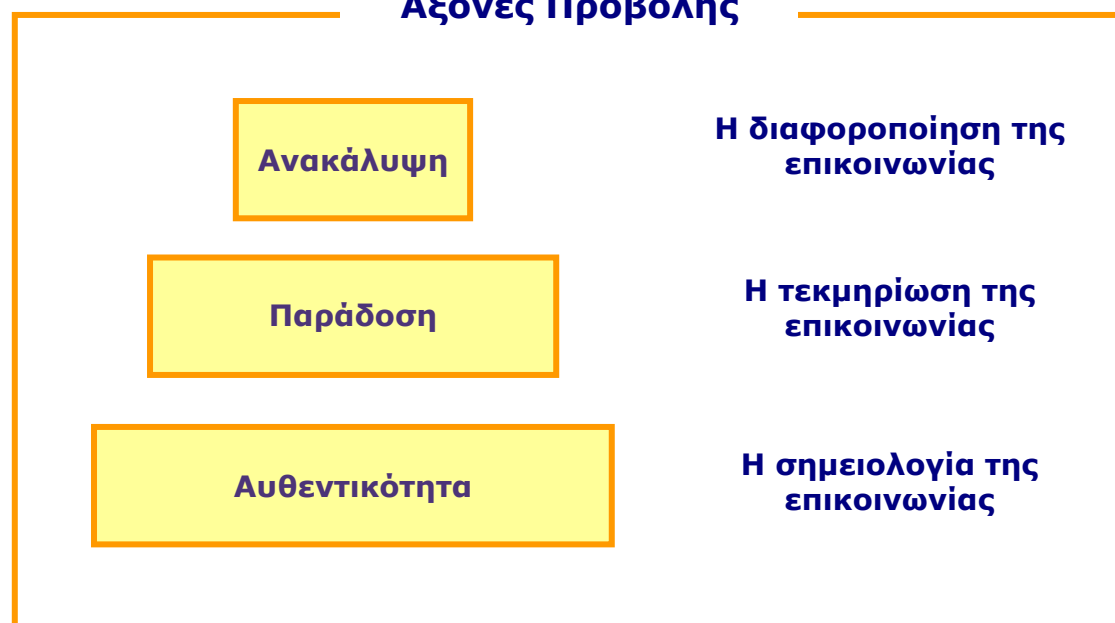 Άξονες Προβολής
Ανακάλυψη
Η διαφοροποίηση της
επικοινωνίας
Παράδοση
Η τεκμηρίωση της
επικοινωνίας
Αυθεντικότητα
Η σημειολογία της
επικοινωνίας